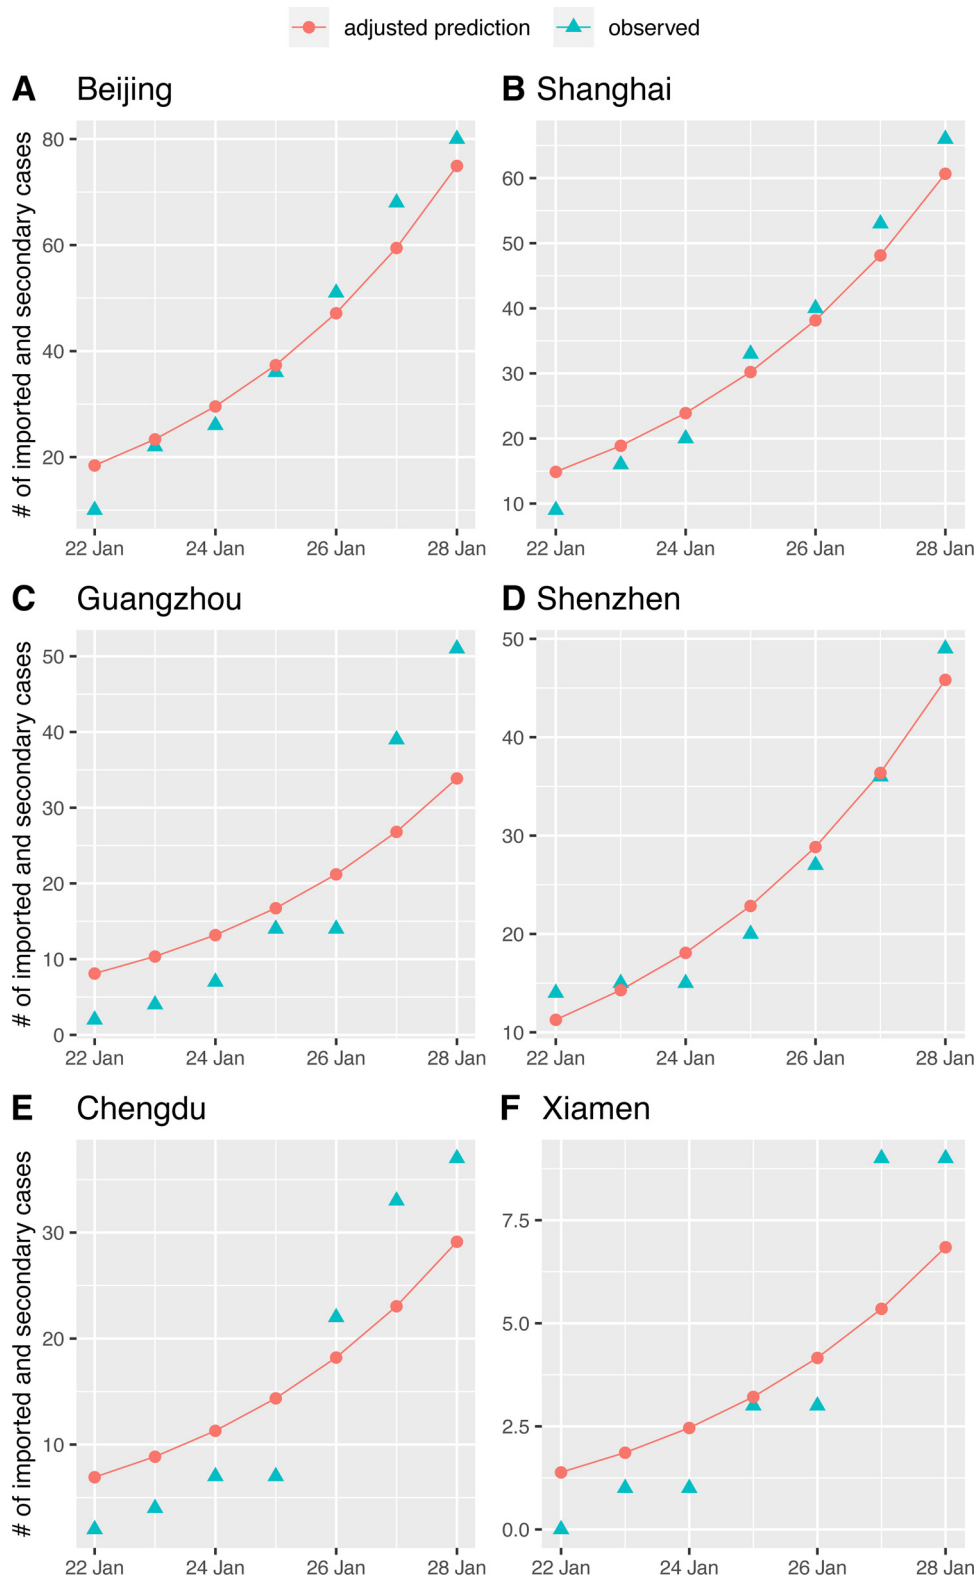 adjusted prediction observed
A Beijing
B Shanghai
# of imported and secondary cases
80
60
40
20
22 Jan 24 Jan 26 Jan 28 Jan
60
50
40
30
20
10
22 Jan 24 Jan 26 Jan 28 Jan
C Guangzhou
D Shenzhen
# of imported and secondary cases
50
40
30
20
10
0
22 Jan 24 Jan 26 Jan 28 Jan
50
40
30
20
10
22 Jan 24 Jan 26 Jan 28 Jan
E Chengdu
F Xiamen
# of imported and secondary cases
30
20
10
22 Jan 24 Jan 26 Jan 28 Jan
7.5
5.0
2.5
0.0
22 Jan 24 Jan 26 Jan 28 Jan